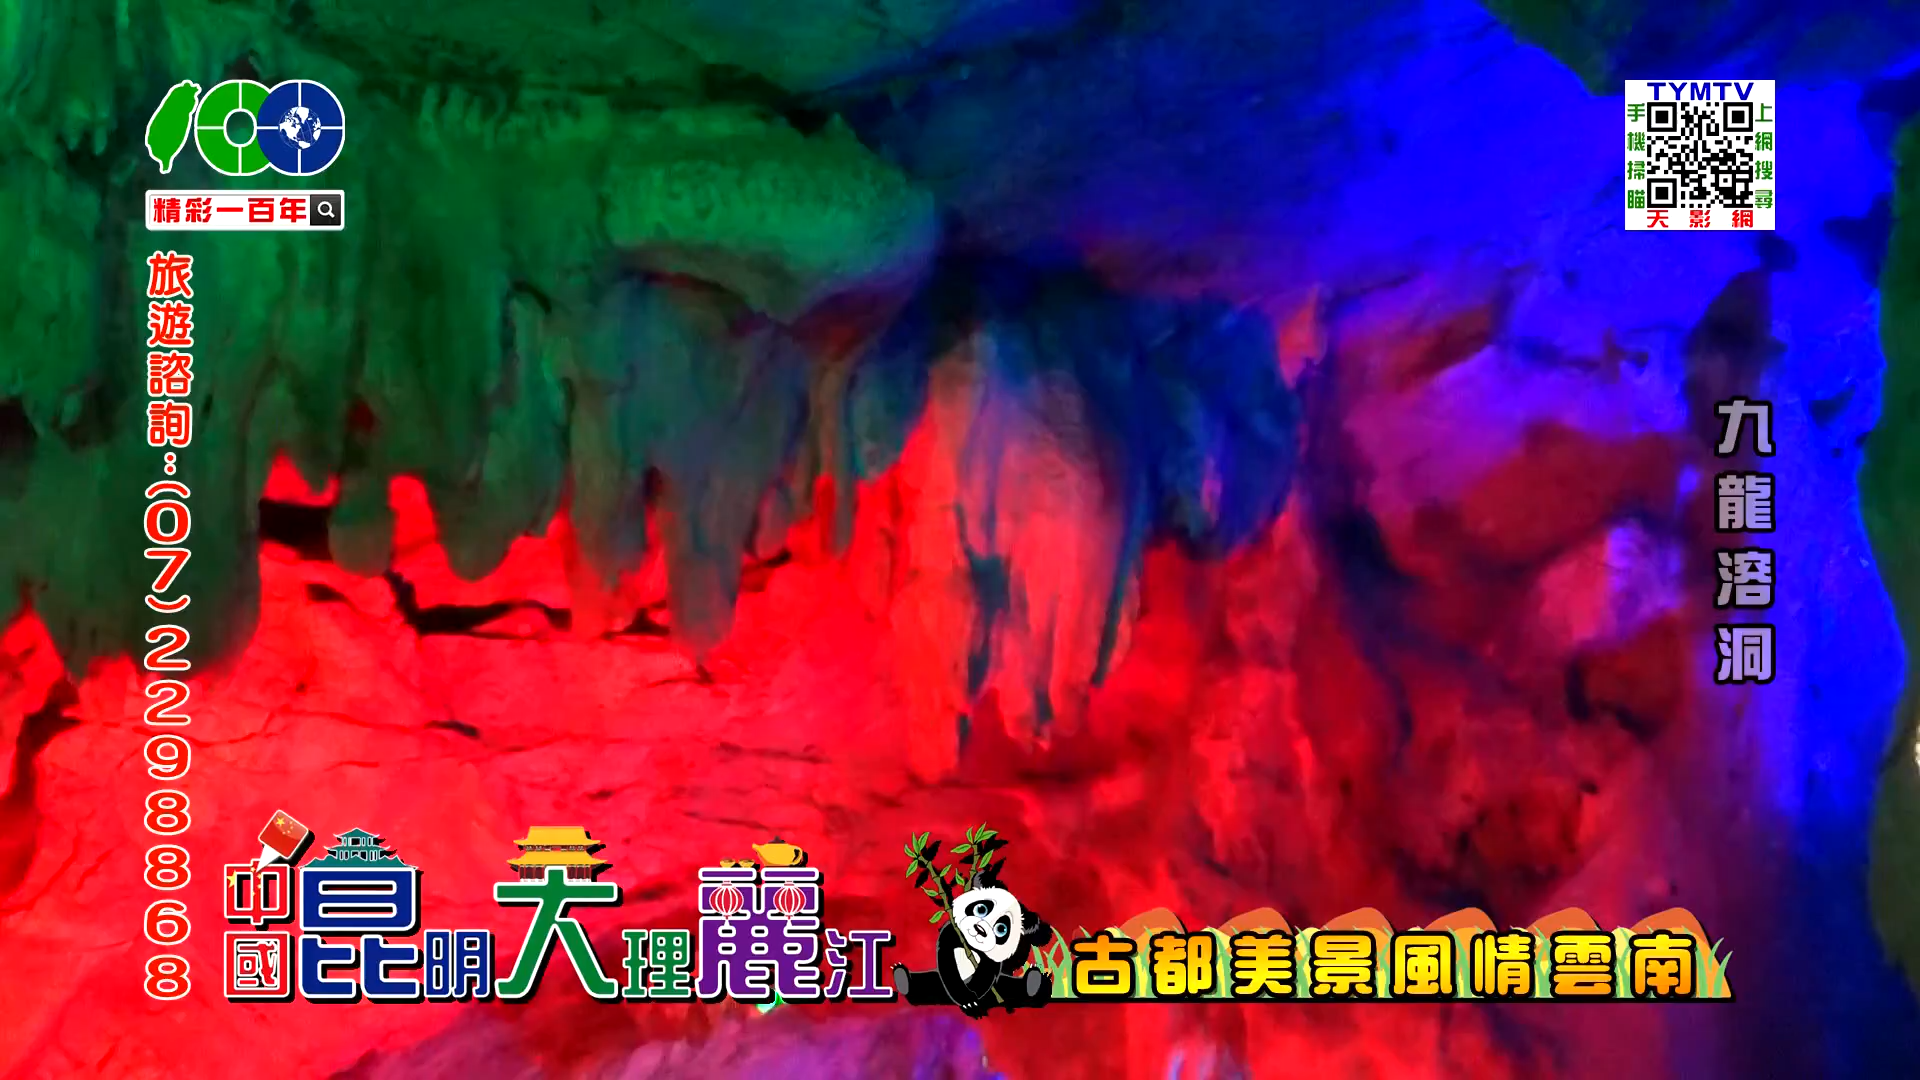 100
精彩一百年
旅遊諮詢:(07)2298868
TYMTV
手機掃瞄
上網搜尋
天影網
九龍溶洞
中國昆明大理麗江
古都美景風情雲南